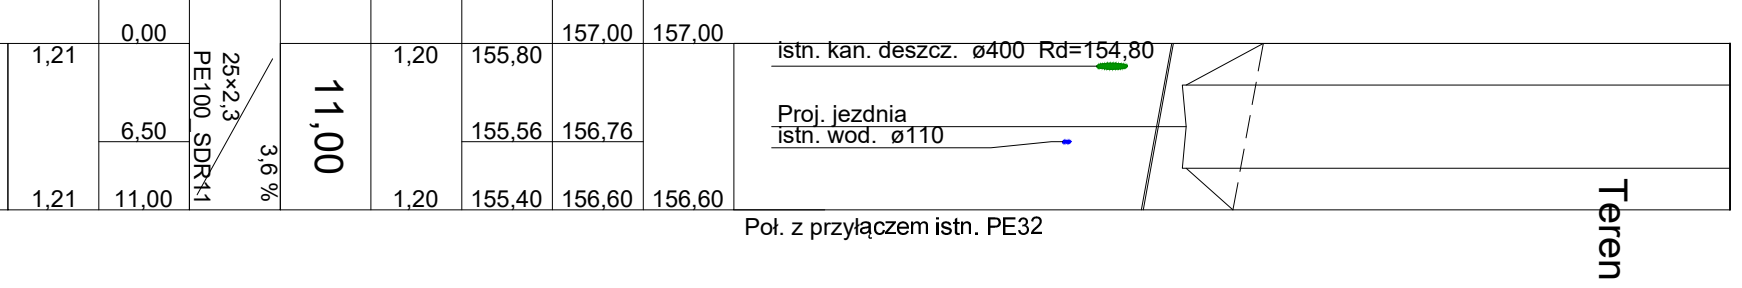 0,00 157,00 157,00
1,21 1,20 155,80
istn. kan. deszcz. ø400 Rd=154,80
25×2,3
PE100 SDR11
3,6 %
11,00
Proj. jezdnia
6,50 155,56 156,76
istn. wod. ø110
1,21 11,00 1,20 155,40 156,60 156,60
Poł. z przyłączem istn. PE32
Teren